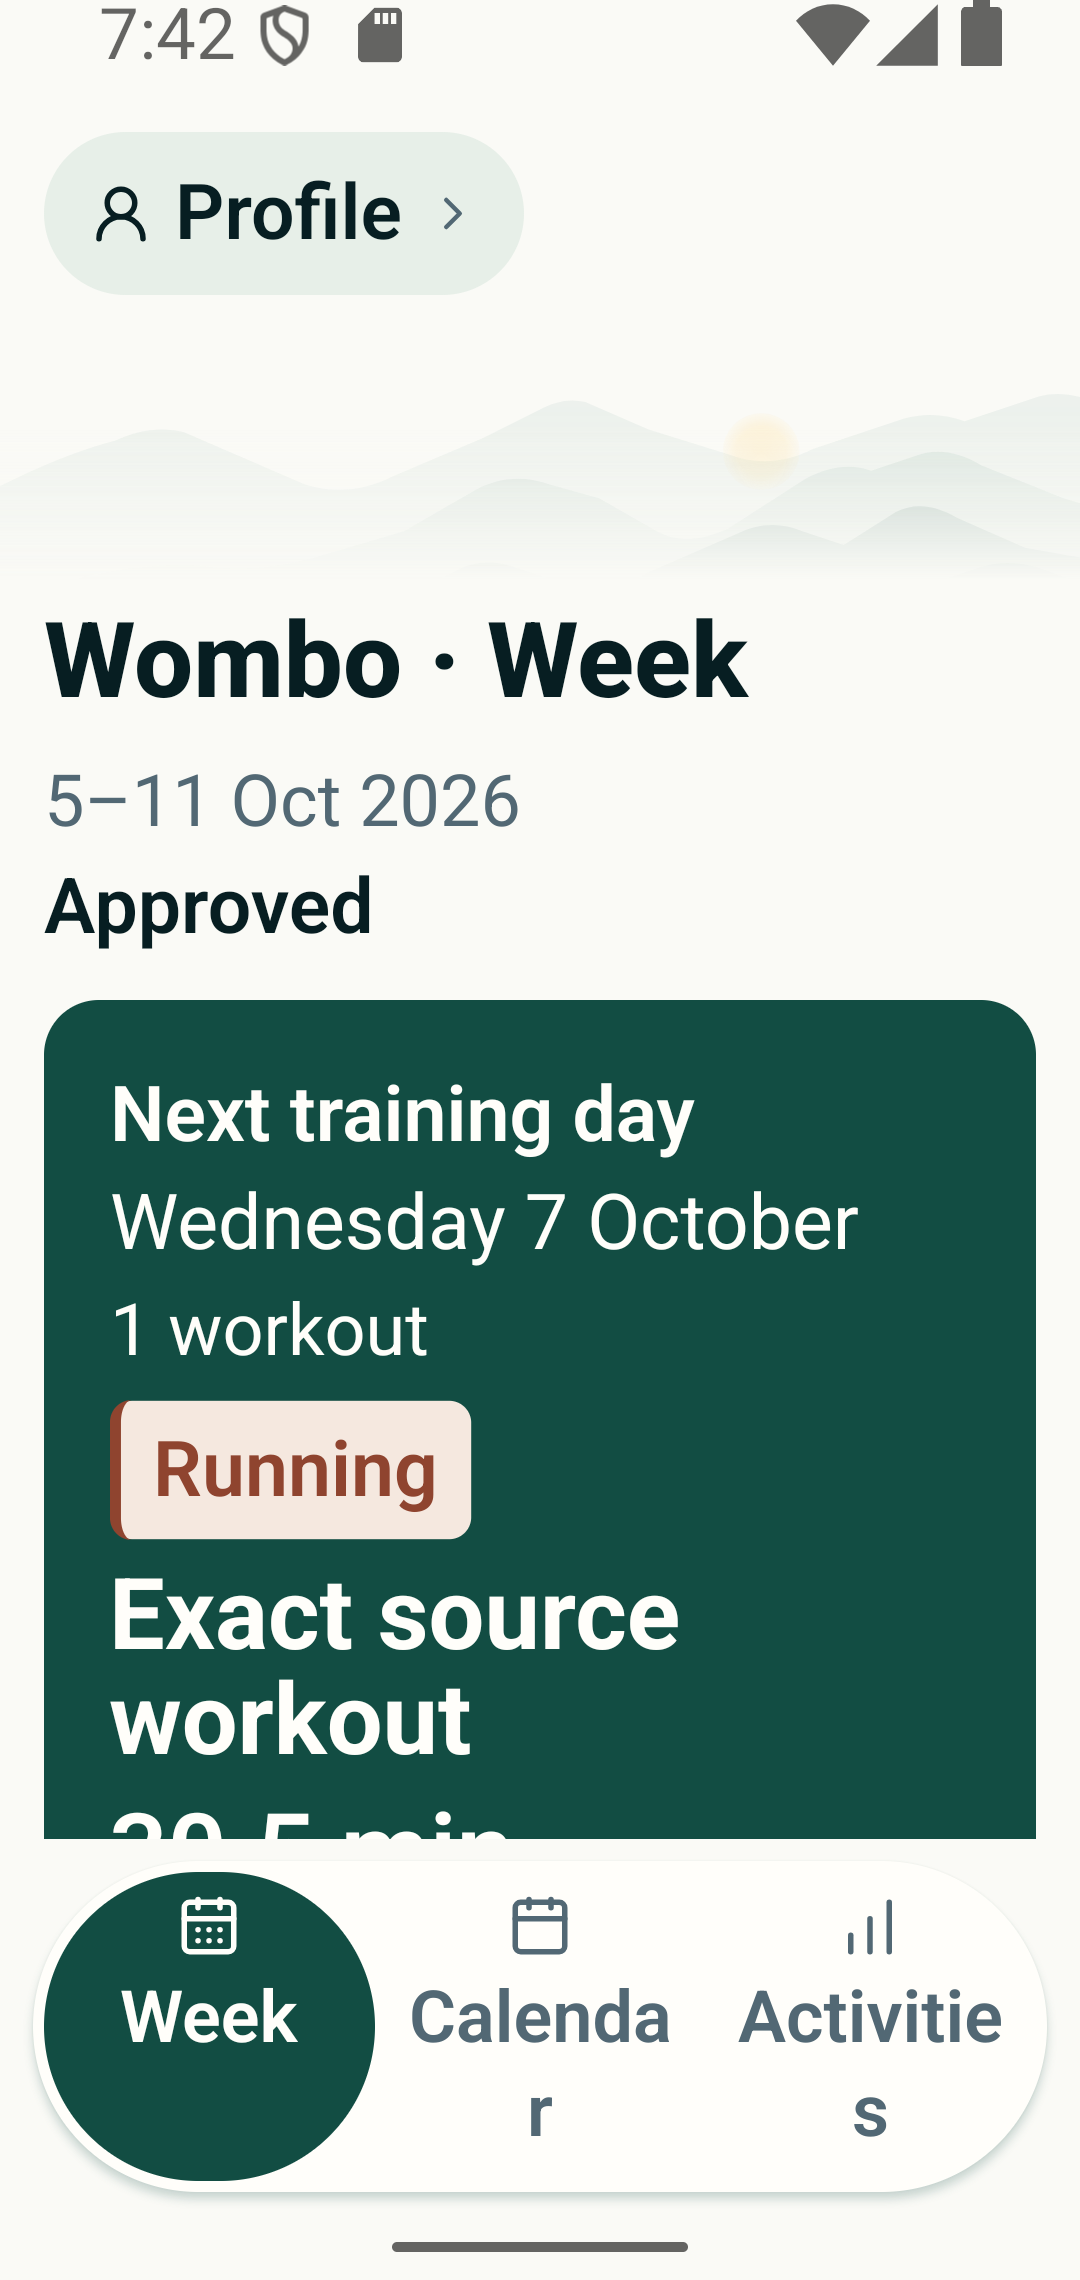 7:42
Profile
Wombo · Week
5–11 Oct 2026
Approved
Next training day
Wednesday 7 October
1 workout
Running
Exact source
workout
min
Week
Calenda
r
Activitie
s